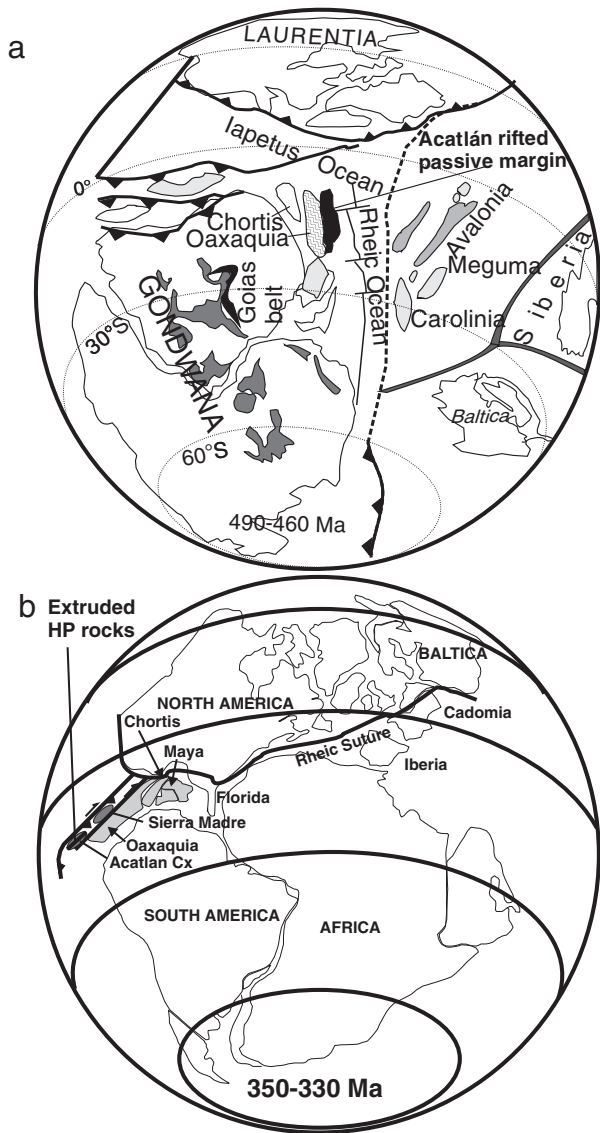 a
LAURENTIA
Iapetus Ocean
Acatlán rifted
passive margin
0°
Chortis
Oaxaquia
Rheic Ocean
Avalonia
Meguma
Carolinia
Siberia
Goias
belt
GONDWANA
30°S
Baltica
60°S
490-460 Ma
b
Extruded
HP rocks
BALTICA
NORTH AMERICA
Cadomia
Chortis
Maya
Rheic Suture
Iberia
Florida
Sierra Madre
Oaxaquia
Acatlan Cx
SOUTH AMERICA
AFRICA
350-330 Ma